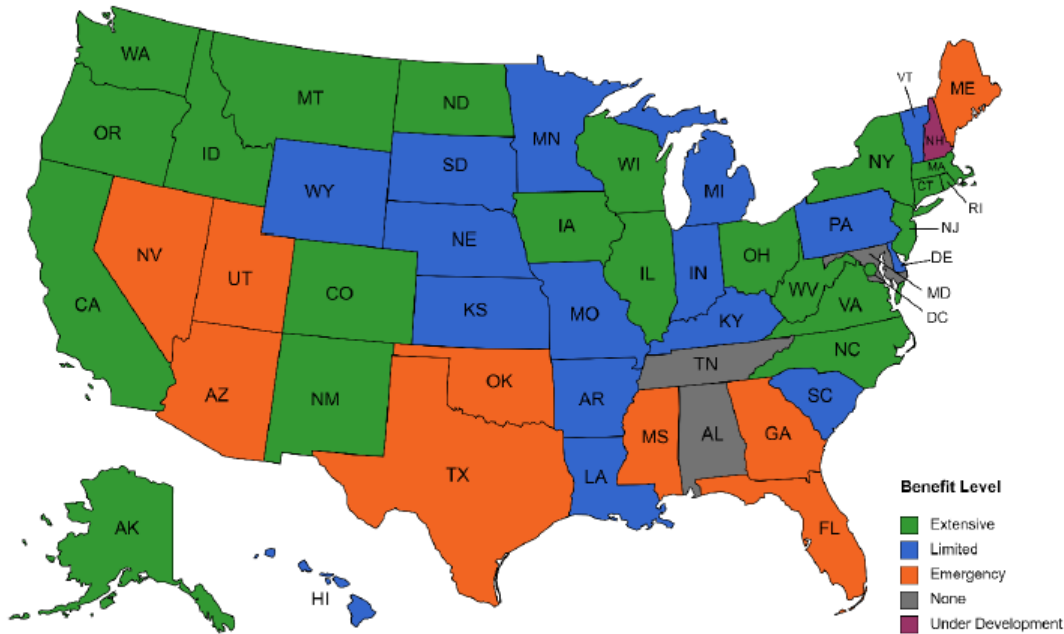 WA
MT
ND
MN
VT
ME
OR
ID
SD
WI
NY
NH
MA
WY
MI
CT
RI
NE
IA
PA
NJ
NV
UT
IL
IN
OH
DE
CA
CO
WV
MD
KS
MO
KY
VA
DC
TN
NC
AZ
NM
OK
AR
SC
TX
MS
AL
GA
LA
AK
FL
HI
Benefit Level
Extensive
Limited
Emergency
None
Under Development